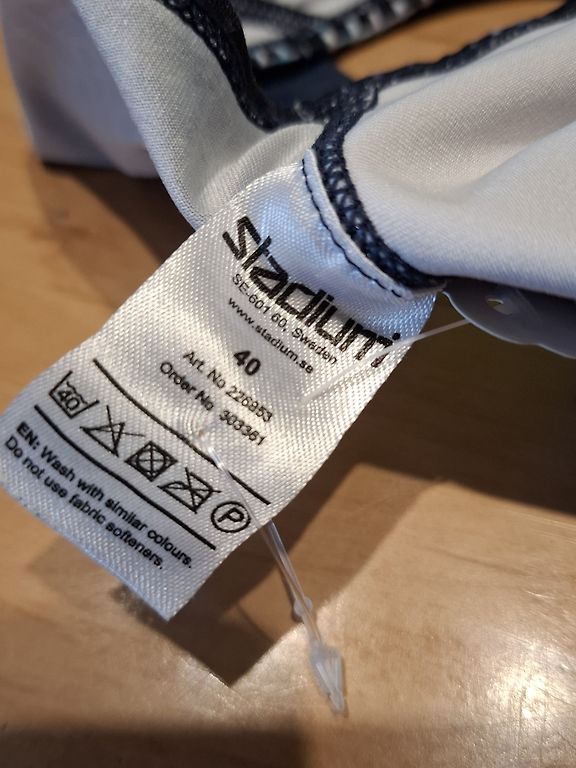 Stadium
SE-601 60, Sweden
www.stadium.se
40
Art. No 226953
Order No 303361
40
P
EN: Wash with similar colours.
Do not use fabric softeners.